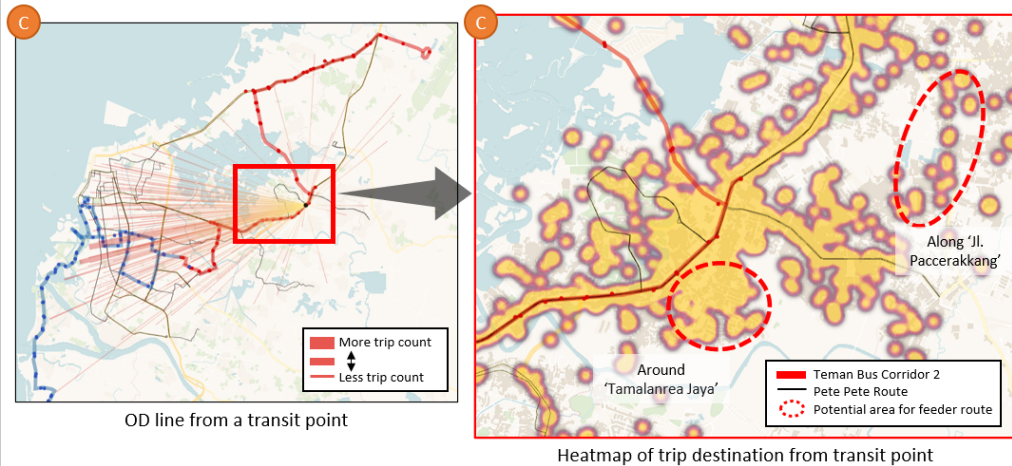 C
More trip count
Less trip count
OD line from a transit point
C
Along ‘Jl.
Paccerakkang’
Around
‘Tamalanrea Jaya’
Teman Bus Corridor 2
Pete Pete Route
Potential area for feeder route
Heatmap of trip destination from transit point